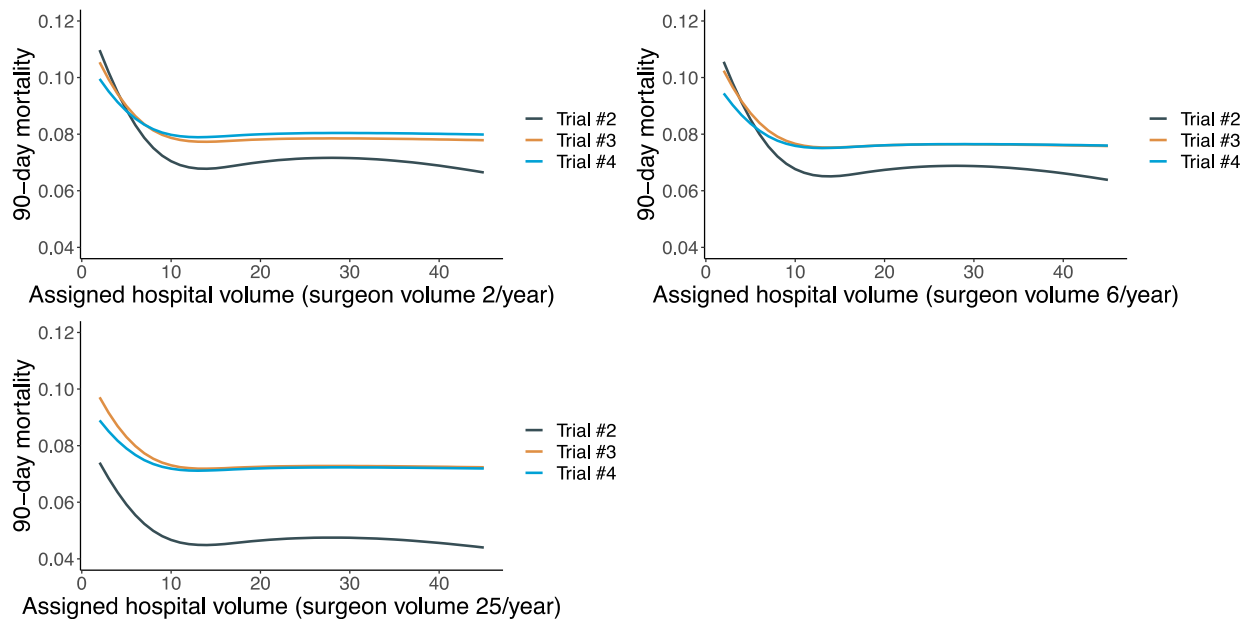 0.12
0.10
0.08
0.06
0.04
90−day mortality
0
10
20
30
40
Assigned hospital volume (surgeon volume 2/year)
Trial #2
Trial #3
Trial #4
0.12
0.10
0.08
0.06
0.04
90−day mortality
0
10
20
30
40
Assigned hospital volume (surgeon volume 6/year)
Trial #2
Trial #3
Trial #4
0.12
0.10
0.08
0.06
0.04
90−day mortality
0
10
20
30
40
Assigned hospital volume (surgeon volume 25/year)
Trial #2
Trial #3
Trial #4